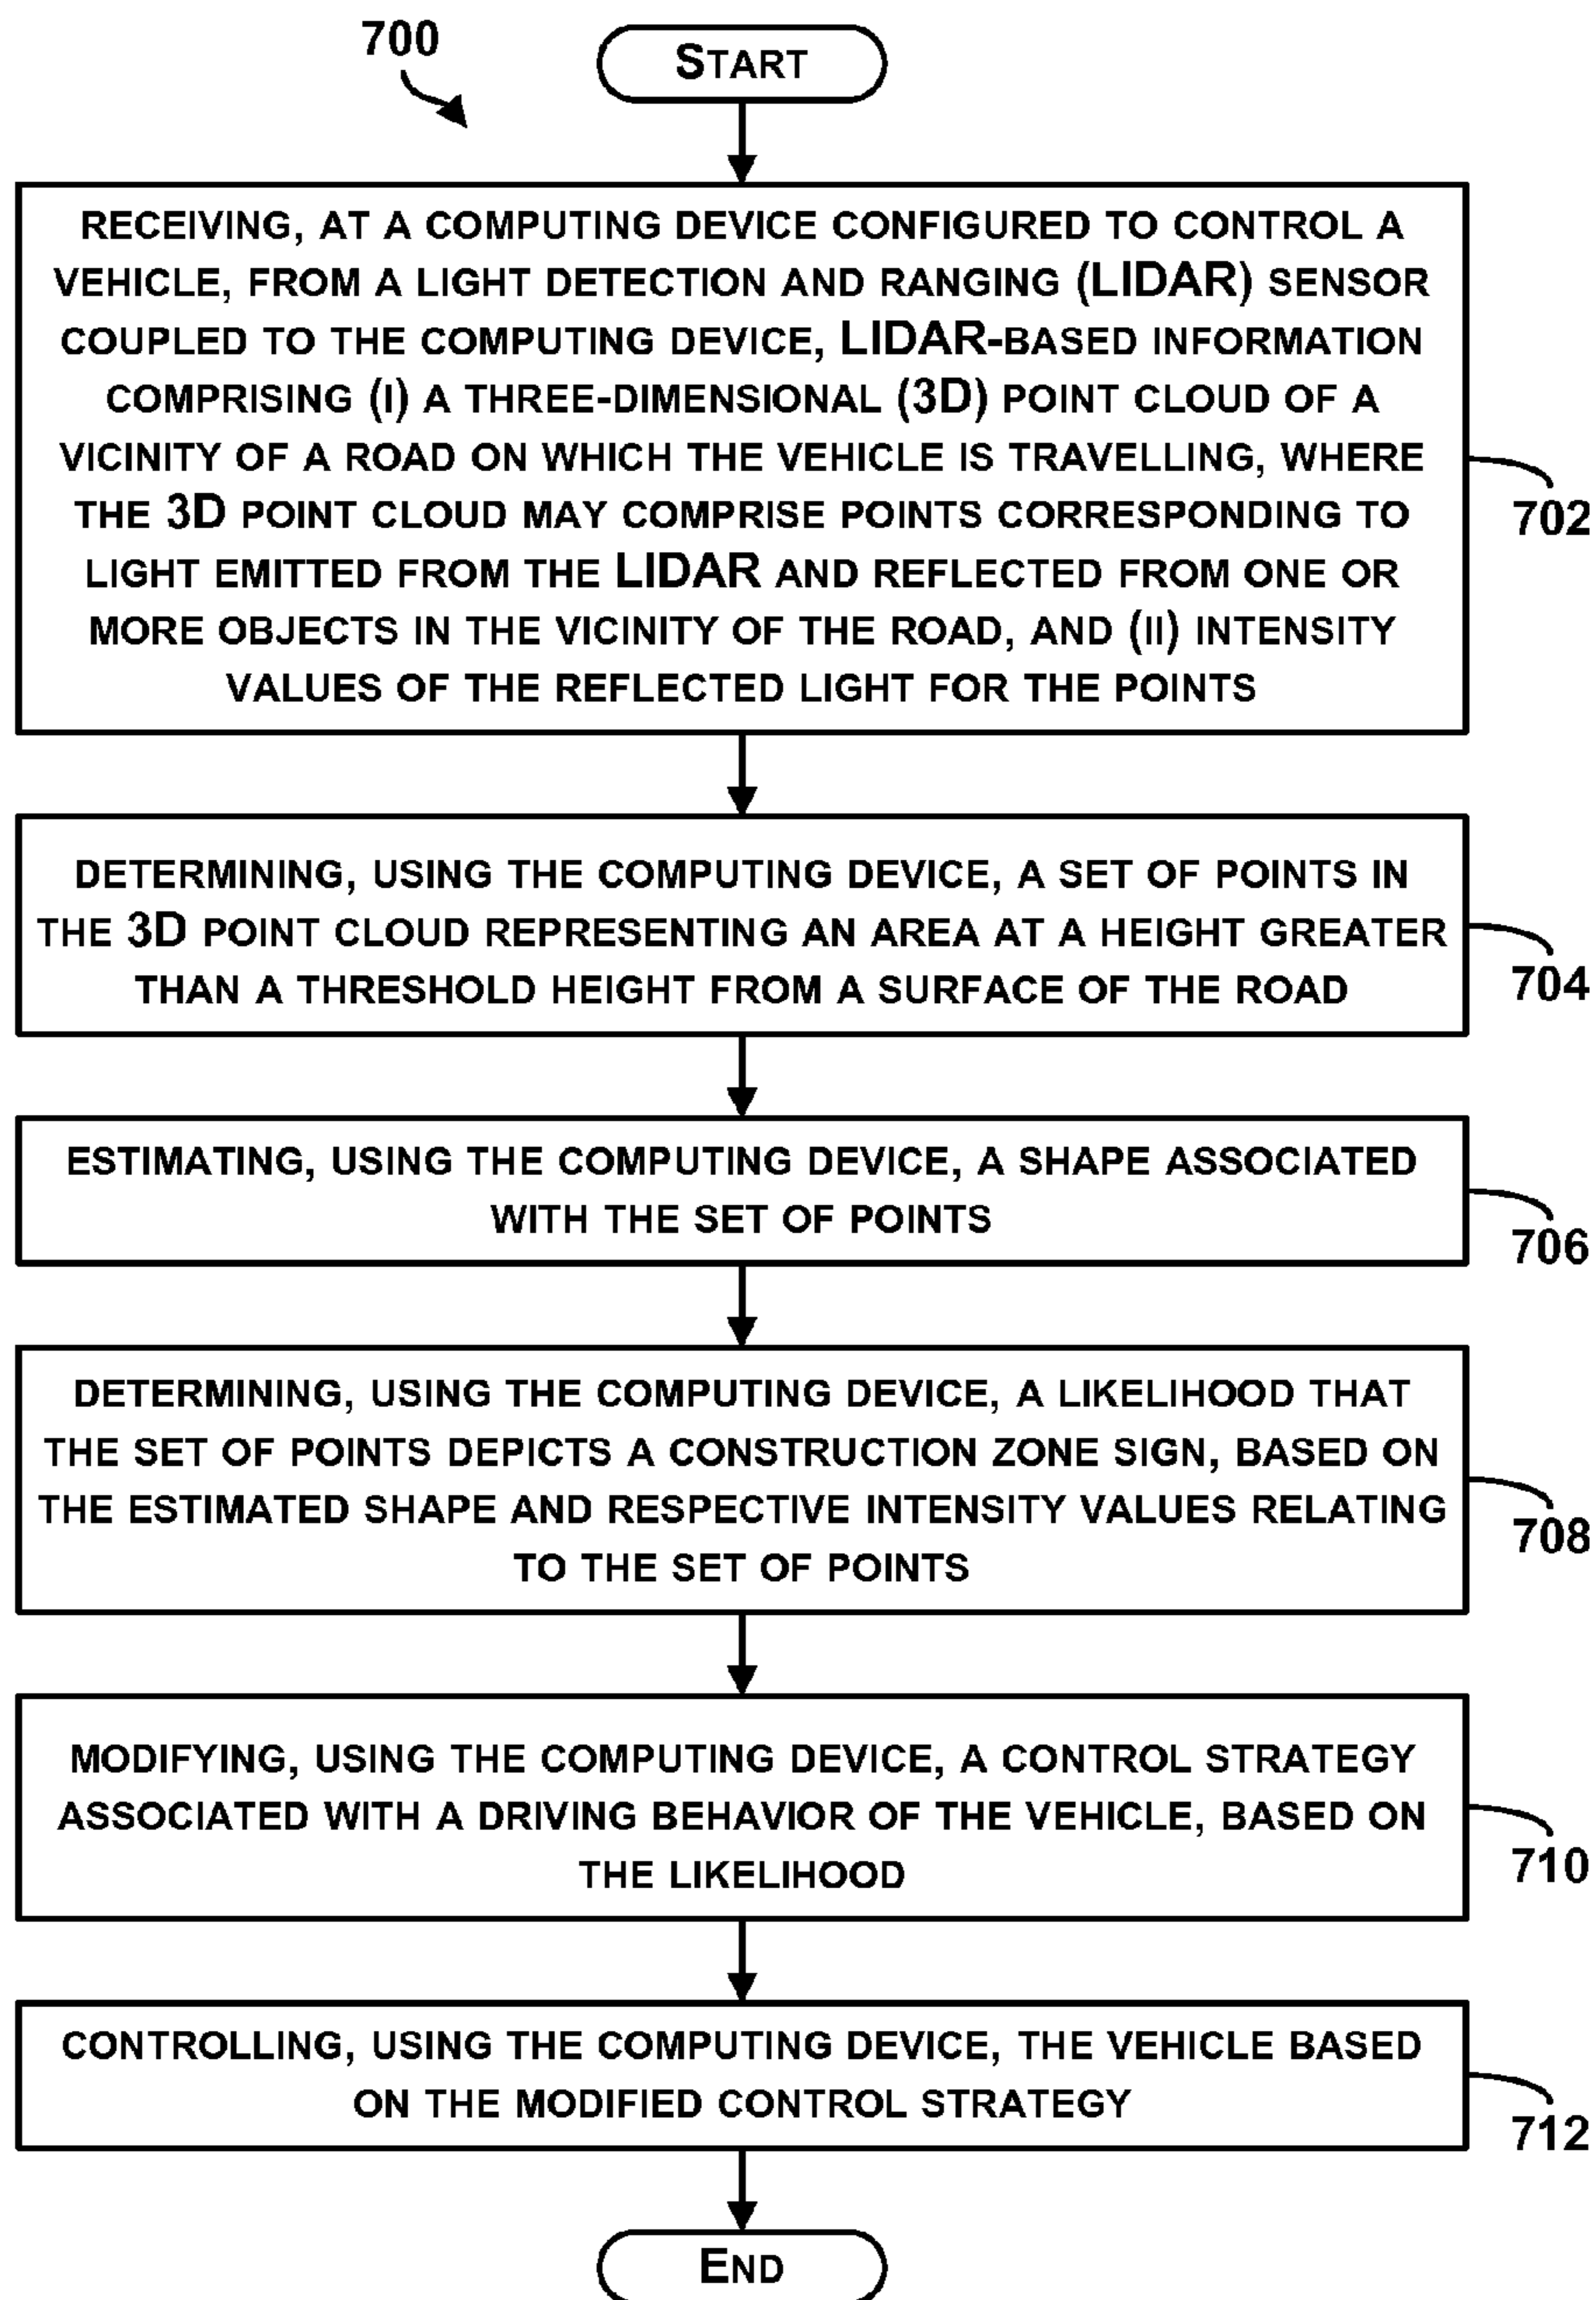 700
START
RECEIVING, AT A COMPUTING DEVICE CONFIGURED TO CONTROL A
VEHICLE, FROM A LIGHT DETECTION AND RANGING (LIDAR) SENSOR
COUPLED TO THE COMPUTING DEVICE, LIDAR-BASED INFORMATION
COMPRISING (I) A THREE-DIMENSIONAL (3D) POINT CLOUD OF A
VICINITY OF A ROAD ON WHICH THE VEHICLE IS TRAVELLING, WHERE
THE 3D POINT CLOUD MAY COMPRISE POINTS CORRESPONDING TO
LIGHT EMITTED FROM THE LIDAR AND REFLECTED FROM ONE OR
MORE OBJECTS IN THE VICINITY OF THE ROAD, AND (II) INTENSITY
VALUES OF THE REFLECTED LIGHT FOR THE POINTS
702
DETERMINING, USING THE COMPUTING DEVICE, A SET OF POINTS IN
THE 3D POINT CLOUD REPRESENTING AN AREA AT A HEIGHT GREATER
THAN A THRESHOLD HEIGHT FROM A SURFACE OF THE ROAD
704
ESTIMATING, USING THE COMPUTING DEVICE, A SHAPE ASSOCIATED
WITH THE SET OF POINTS
706
DETERMINING, USING THE COMPUTING DEVICE, A LIKELIHOOD THAT
THE SET OF POINTS DEPICTS A CONSTRUCTION ZONE SIGN, BASED ON
THE ESTIMATED SHAPE AND RESPECTIVE INTENSITY VALUES RELATING
TO THE SET OF POINTS
708
MODIFYING, USING THE COMPUTING DEVICE, A CONTROL STRATEGY
ASSOCIATED WITH A DRIVING BEHAVIOR OF THE VEHICLE, BASED ON
THE LIKELIHOOD
710
CONTROLLING, USING THE COMPUTING DEVICE, THE VEHICLE BASED
ON THE MODIFIED CONTROL STRATEGY
712
END